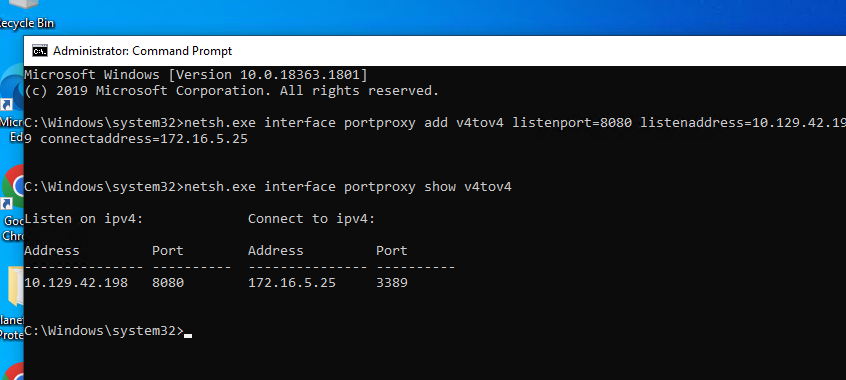 ecycle Bin
Administrator: Command Prompt
Microsoft Windows [Version 10.0.18363.1801]
(c) 2019 Microsoft Corporation. All rights reserved.
C:\Windows\system32>netsh.exe interface portproxy add v4tov4 listenport=8080 listenaddress=10.129.42.19
9 connectaddress=172.16.5.25
C:\Windows\system32>netsh.exe interface portproxy show v4tov4
Listen on ipv4: Connect to ipv4:
Address Port Address Port
--------------- ---------- --------------- ----------
10.129.42.198 8080 172.16.5.25 3389
C:\Windows\system32>
Micr
Ed
Goo
Chr
lane
Prote